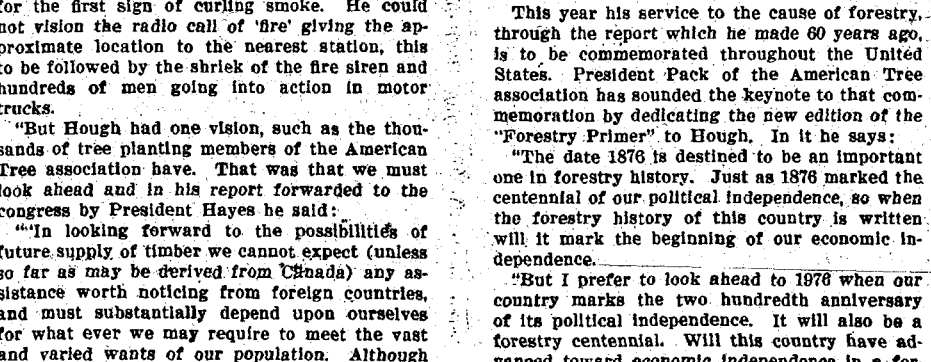 for the first sign of curling smoke. He could
not vision the radio call of 'fire' giving the ap-
proximate location to the nearest station, this
to be followed by the shriek of the fire siren and
hundreds of men going into action in motor
trucks.
"But Hough had one vision, such as the thou-
sands of tree planting members of the American
Tree association have. That was that we must
look ahead and in his report forwarded to the
congress by President Hayes he said:
"'In looking forward to the possibilities of
future supply of timber we cannot expect (unless
so far as may be derived from Canada) any as-
sistance worth noticing from foreign countries,
and must substantially depend upon ourselves
for what ever we may require to meet the vast
and varied wants of our population. Although
This year his service to the cause of forestry,
through the report which he made 60 years ago,
is to be commemorated throughout the United
States. President Pack of the American Tree
association has sounded the keynote to that com-
memoration by dedicating the new edition of the
"Forestry Primer" to Hough. In it he says:
"The date 1876 is destined to be an important
one in forestry history. Just as 1876 marked the
centennial of our political independence, so when
the forestry history of this country is written
will it mark the beginning of our economic in-
dependence.
"But I prefer to look ahead to 1976 when our
country marks the two hundredth anniversary
of its political independence. It will also be a
forestry centennial. Will this country have ad-
vanced toward economic independence in a for-